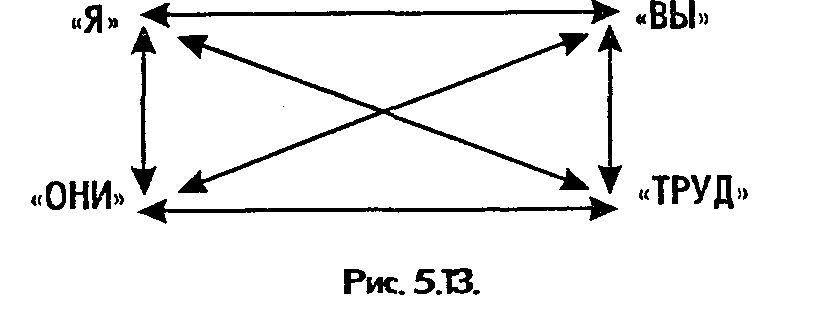 «Я» «ВЫ»
«ОНИ» «ТРУД»
Рис. 5.13.